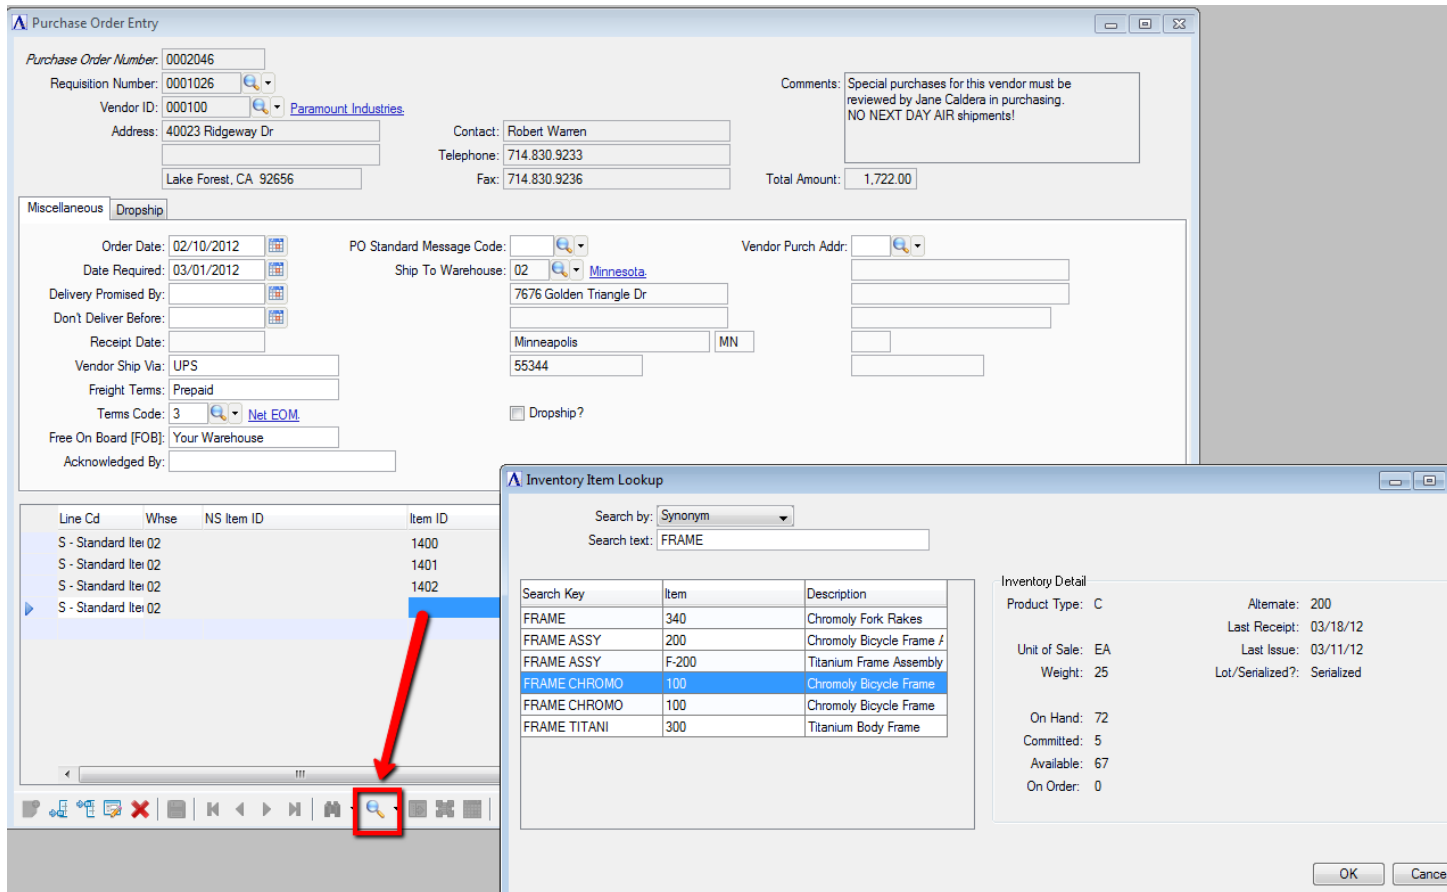 Purchase Order Entry
Purchase Order Number: 0002046
Requisition Number: 0001026
Comments: Special purchases for this vendor must be
reviewed by Jane Caldera in purchasing.
NO NEXT DAY AIR shipments!
Vendor ID: 000100 Paramount Industries
Address: 40023 Ridgeway Dr Contact: Robert Warren
Telephone: 714.830.9233
Lake Forest, CA 92656 Fax: 714.830.9236 Total Amount: 1,722.00
Miscellaneous Dropship
Order Date: 02/10/2012 PO Standard Message Code: Vendor Purch Addr:
Date Required: 03/01/2012 Ship To Warehouse: 02 Minnesota
Delivery Promised By: 7676 Golden Triangle Dr
Don't Deliver Before:
Receipt Date: Minneapolis MN
Vendor Ship Via: UPS 55344
Freight Terms: Prepaid
Terms Code: 3 Net EOM Dropship?
Free On Board [FOB]: Your Warehouse
Acknowledged By:
Line Cd Whse NS Item ID Item ID
S - Standard Iter 02 1400
S - Standard Iter 02 1401
S - Standard Iter 02 1402
S - Standard Iter 02
Inventory Item Lookup
Search by: Synonym
Search text: FRAME
Search Key Item Description
FRAME 340 Chromoly Fork Rakes
FRAME ASSY 200 Chromoly Bicycle Frame A
FRAME ASSY F-200 Titanium Frame Assembly
FRAME CHROMO 100 Chromoly Bicycle Frame
FRAME CHROMO 100 Chromoly Bicycle Frame
FRAME TITANI 300 Titanium Body Frame
Inventory Detail
Product Type: C Alternate: 200
Last Receipt: 03/18/12
Unit of Sale: EA Last Issue: 03/11/12
Weight: 25 Lot/Serialized?: Serialized
On Hand: 72
Committed: 5
Available: 67
On Order: 0
OK Cance